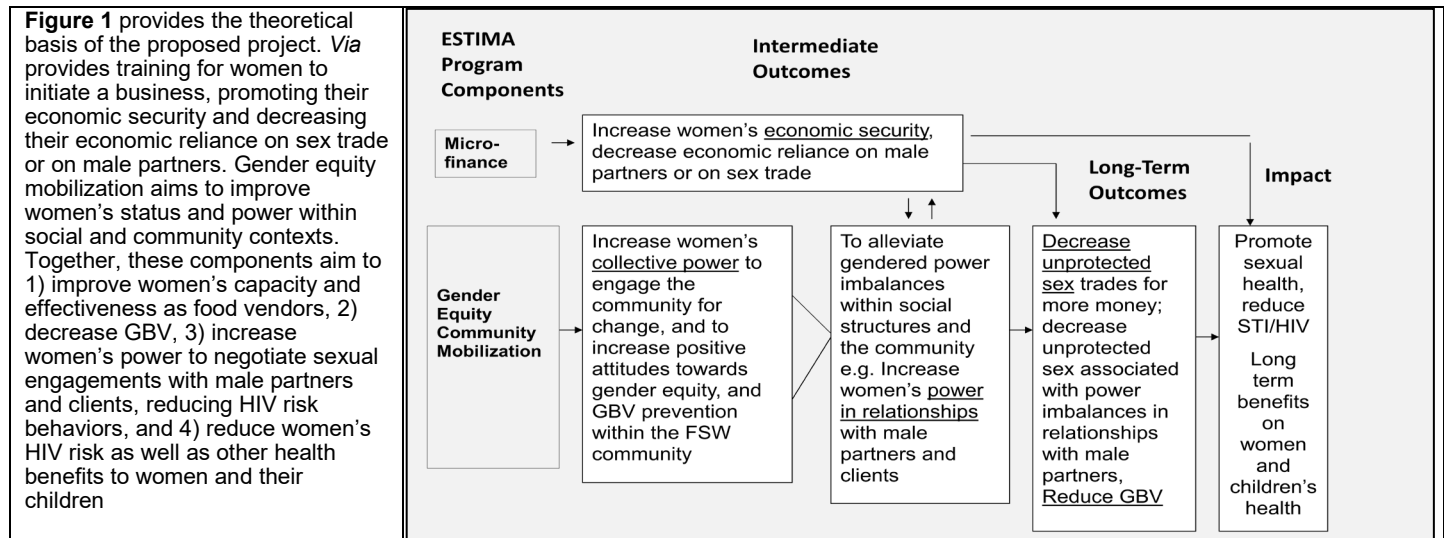 Figure 1 provides the theoretical
basis of the proposed project. Via
provides training for women to
initiate a business, promoting their
economic security and decreasing
their economic reliance on sex trade
or on male partners. Gender equity
mobilization aims to improve
women's status and power within
social and community contexts.
Together, these components aim to
1) improve women's capacity and
effectiveness as food vendors, 2)
decrease GBV, 3) increase
women's power to negotiate sexual
engagements with male partners
and clients, reducing HIV risk
behaviors, and 4) reduce women's
HIV risk as well as other health
benefits to women and their
children
ESTIMA
Program
Components
Intermediate
Outcomes
Micro-
finance
Increase women's economic security,
decrease economic reliance on male
partners or on sex trade
Long-Term
Outcomes
Impact
Gender
Equity
Community
Mobilization
Increase women's
collective power to
engage the
community for
change, and to
increase positive
attitudes towards
gender equity, and
GBV prevention
within the FSW
community
To alleviate
gendered power
imbalances
within social
structures and
the community
e.g. Increase
women's power
in relationships
with male
partners and
clients
Decrease
unprotected
sex trades for
more money;
decrease
unprotected
sex associated
with power
imbalances in
relationships
with male
partners,
Reduce GBV
Promote
sexual
health,
reduce
STI/HIV
Long
term
benefits
on
women
and
children's
health